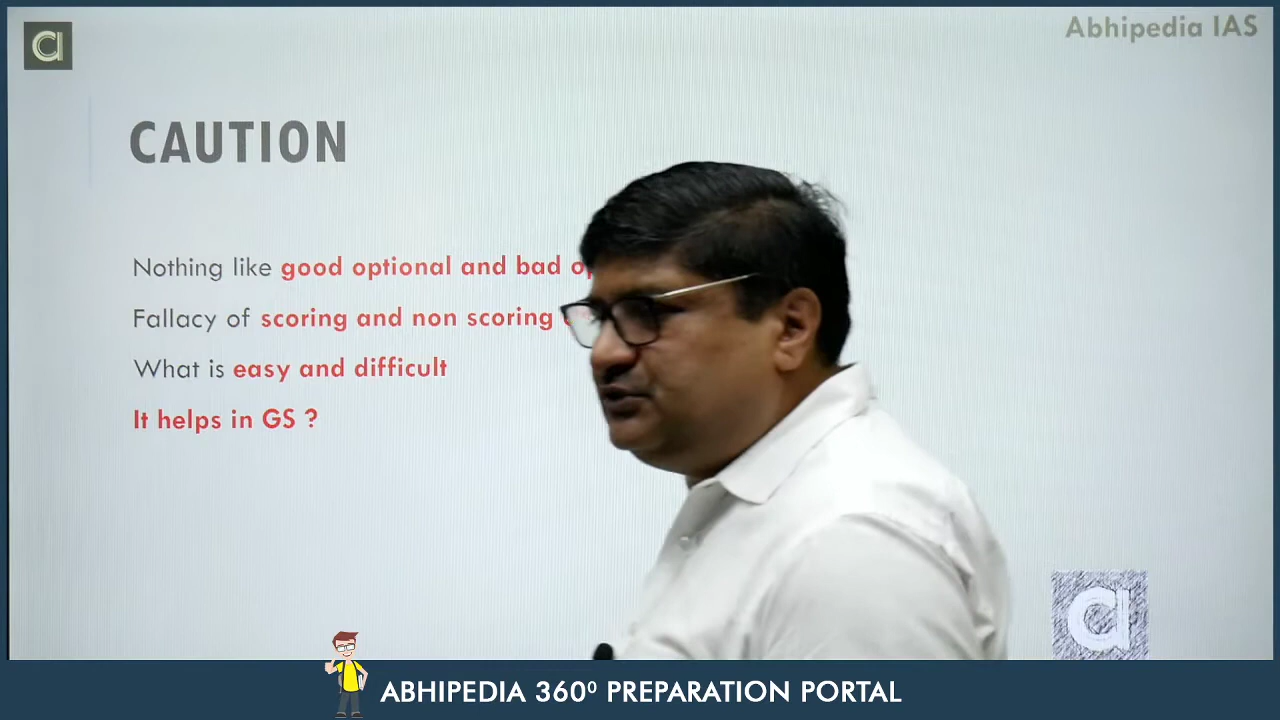 Abhipedia IAS
CAUTION
Nothing like good optional and bad
Fallacy of scoring and non scoring
What is easy and difficult
It helps in GS ?
ABHIPEDIA 360⁰ PREPARATION PORTAL